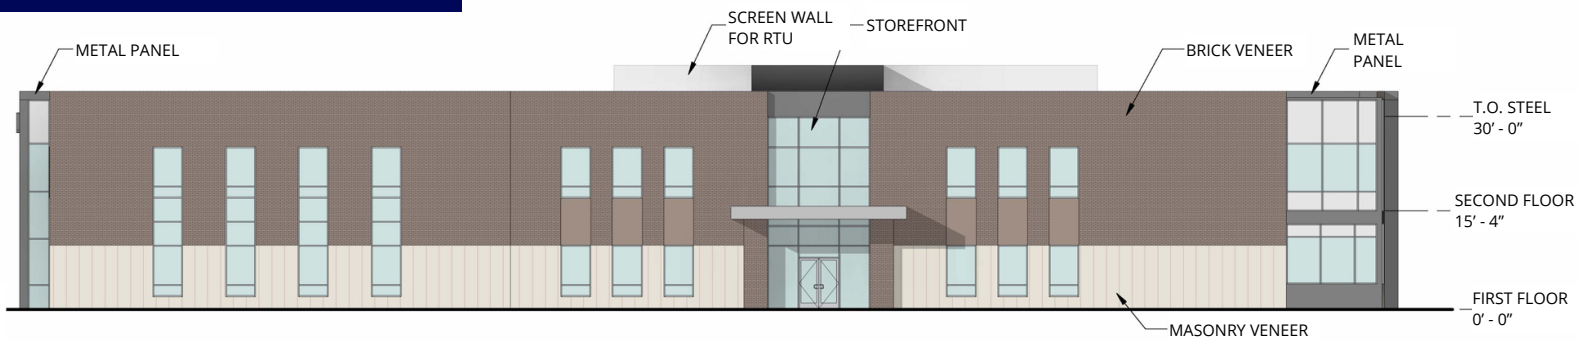 SCREEN WALL
FOR RTU
STOREFRONT
METAL PANEL
BRICK VENEER
METAL
PANEL
T.O. STEEL
30’ - 0”
SECOND FLOOR
15’ - 4”
FIRST FLOOR
0’ - 0”
MASONRY VENEER